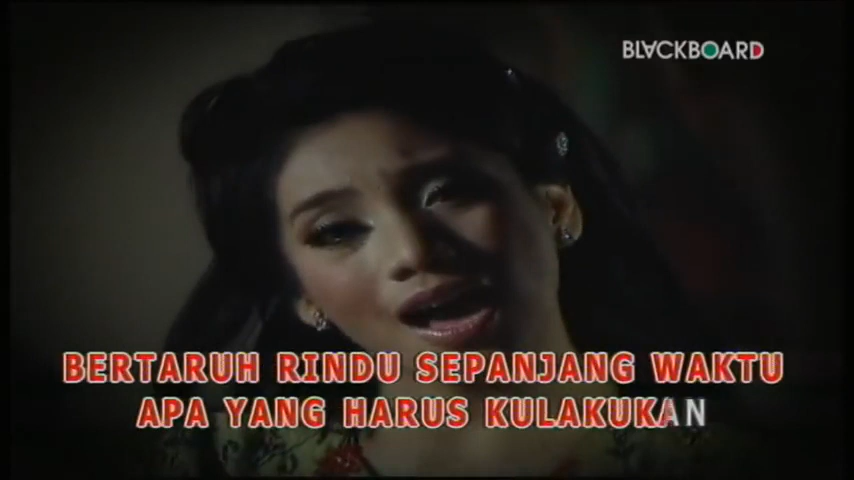 BLACKBOARD
BERTARUH RINDU SEPANJANG WAKTU
APA YANG HARUS KULAKUKAN